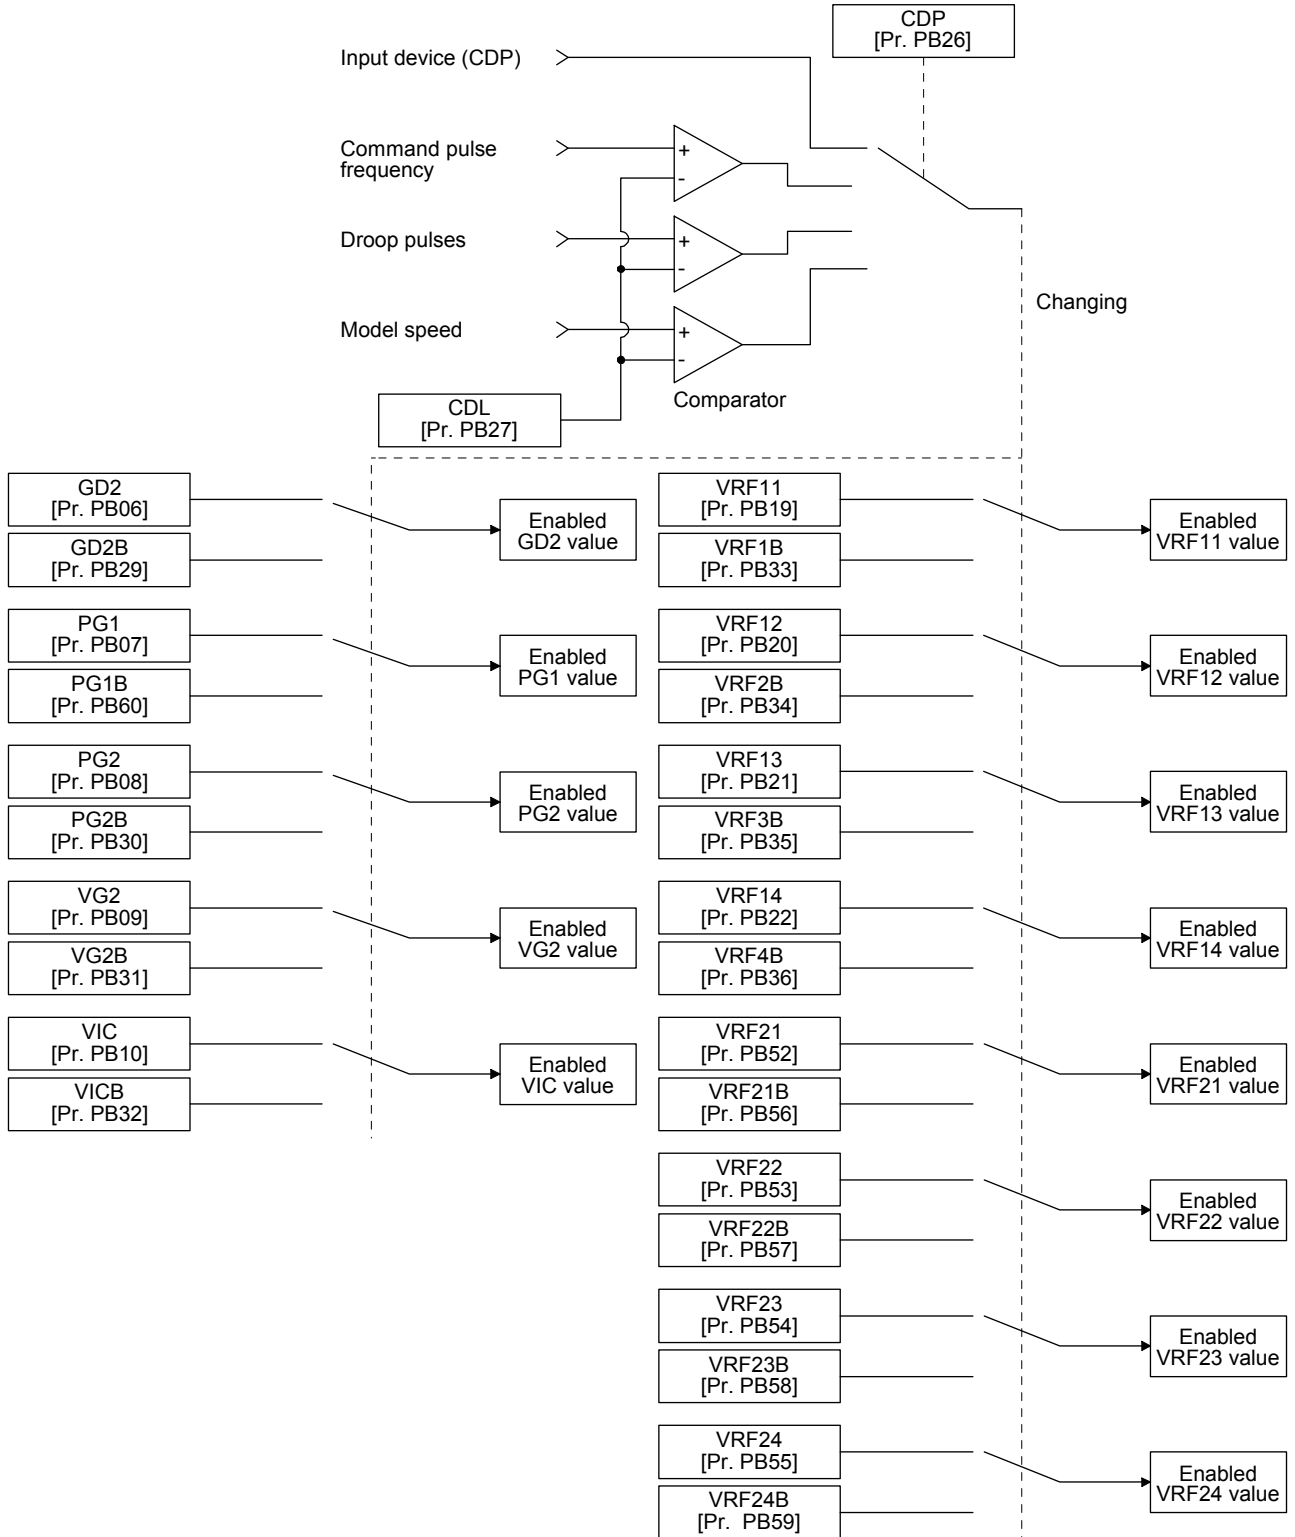 CDP
[Pr. PB26]
Input device (CDP)
Command pulse
frequency
+
-
Droop pulses
+
-
Changing
Model speed
+
-
Comparator
CDL
[Pr. PB27]
GD2
[Pr. PB06]
Enabled
GD2 value
GD2B
[Pr. PB29]
PG1
[Pr. PB07]
Enabled
PG1 value
PG1B
[Pr. PB60]
PG2
[Pr. PB08]
Enabled
PG2 value
PG2B
[Pr. PB30]
VG2
[Pr. PB09]
Enabled
VG2 value
VG2B
[Pr. PB31]
VIC
[Pr. PB10]
Enabled
VIC value
VICB
[Pr. PB32]
VRF11
[Pr. PB19]
Enabled
VRF11 value
VRF1B
[Pr. PB33]
VRF12
[Pr. PB20]
Enabled
VRF12 value
VRF2B
[Pr. PB34]
VRF13
[Pr. PB21]
Enabled
VRF13 value
VRF3B
[Pr. PB35]
VRF14
[Pr. PB22]
Enabled
VRF14 value
VRF4B
[Pr. PB36]
VRF21
[Pr. PB52]
Enabled
VRF21 value
VRF21B
[Pr. PB56]
VRF22
[Pr. PB53]
Enabled
VRF22 value
VRF22B
[Pr. PB57]
VRF23
[Pr. PB54]
Enabled
VRF23 value
VRF23B
[Pr. PB58]
VRF24
[Pr. PB55]
Enabled
VRF24 value
VRF24B
[Pr. PB59]